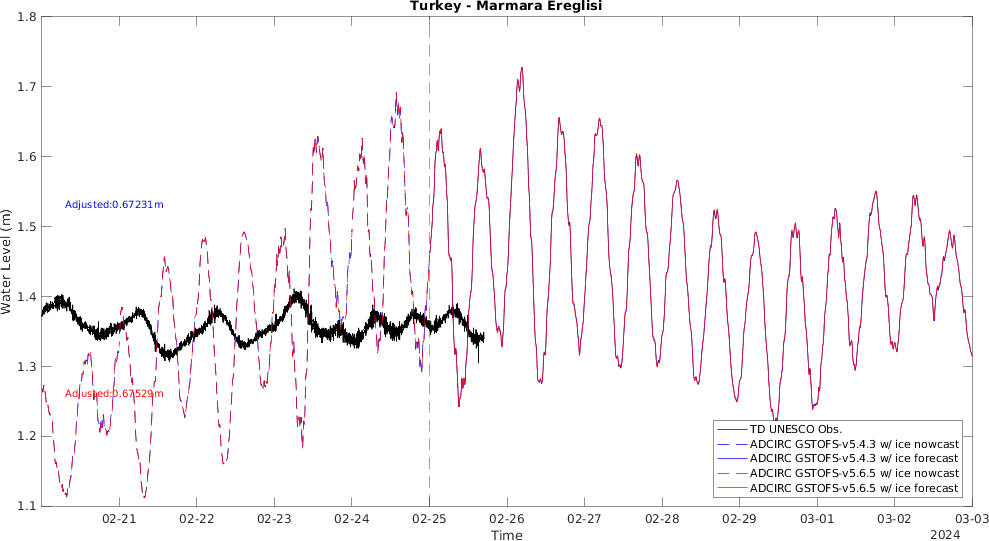 Turkey - Marmara Ereglisi
1.8
1.7
1.6
1.5
1.4
1.3
1.2
1.1
Water Level (m)
Adjusted:0.67231m
Adjusted:0.67529m
TD UNESCO Obs.
ADCIRC GSTOFS-v5.4.3 w/ ice nowcast
ADCIRC GSTOFS-v5.4.3 w/ ice forecast
ADCIRC GSTOFS-v5.6.5 w/ ice nowcast
ADCIRC GSTOFS-v5.6.5 w/ ice forecast
02-21 02-22 02-23 02-24 02-25 02-26 02-27 02-28 02-29 03-01 03-02 03-03
Time
2024